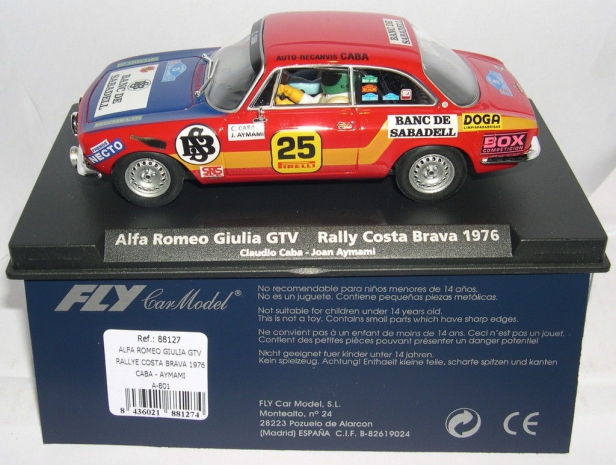 AUTO-RECANVIS CABA
BANC DE SABADELL
BANC DE
SABADELL
NECTO
C. CABA
J. AYMAMI
25
PIRELLI
BANC DE
SABADELL
DOGA
BOX
COMPETICION
Alfa Romeo Giulia GTV Rally Costa Brava 1976
Claudio Caba - Joan Aymami
FLY Car Model®
No recomendable para niños menores de 14 años.
No es un juguete. Contiene pequeñas piezas metálicas.
Not suitable for children under 14 years old.
This is not a toy. Contains small parts which have sharp edges.
Ne convient pas à un enfant de moins de 14 ans. Ceci n'est pas un jouet.
Contient des petites pièces pouvant présenter un danger potentiel
Nicht geeignet fuer kinder unter 14 jahren.
Kein spielzeug. Achtung! Enthaelt kleine teile, scharfe spitzen und kanten
Ref.: 88127
ALFA ROMEO GIULIA GTV
RALLYE COSTA BRAVA 1976
CABA - AYMAMI
A-801
8 436021 881274
FLY Car Model, S.L.
Montealto, nº 24
28223 Pozuelo de Alarcon
(Madrid) ESPAÑA C.I.F. B-82619024